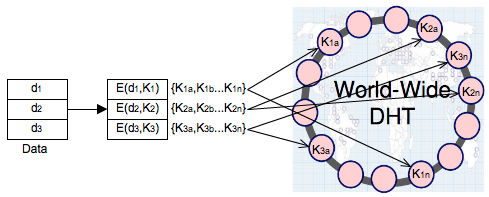 d1
d2
d3
Data
E(d1,K1) {K1a,K1b...K1n}
E(d2,K2) {K2a,K2b...K2n}
E(d3,K3) {K3a,K3b...K3n}
World-Wide
DHT
K1a
K2a
K3n
K2n
K3a
K1n